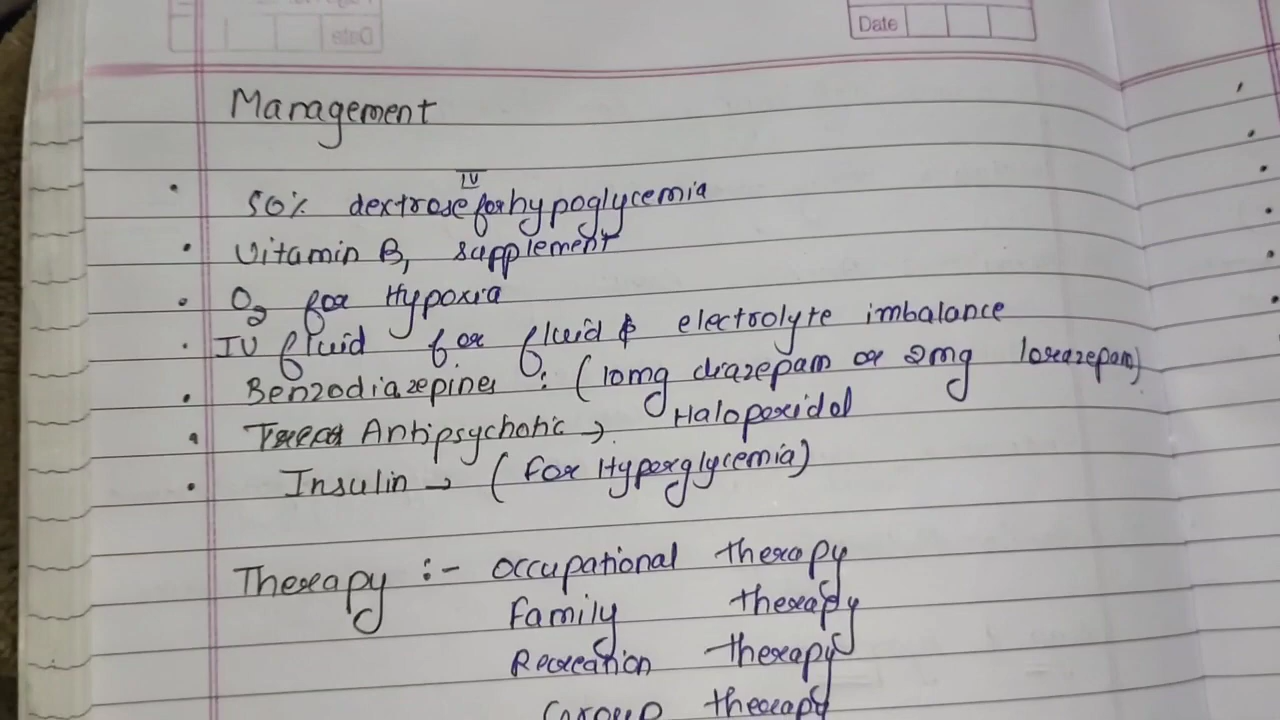 Date
Management
IV
• 50% dextrose for hypoglycemia
• Vitamin B1 supplement
• O2 for Hypoxia
• IV fluid for fluid & electrolyte imbalance
• Benzodiazepines : (10mg diazepam or 2mg lorazepam)
• Antipsychotic → Haloperidol
• Insulin → (for Hyperglycemia)
Therapy :- Occupational therapy
Family therapy
Recreation therapy
Group therapy